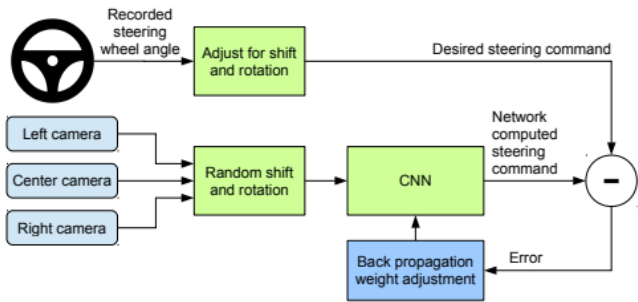 Recorded
steering
wheel angle
Adjust for shift
and rotation
Desired steering command
Left camera
Center camera
Right camera
Random shift
and rotation
CNN
Network
computed
steering
command
-
Back propagation
weight adjustment
Error